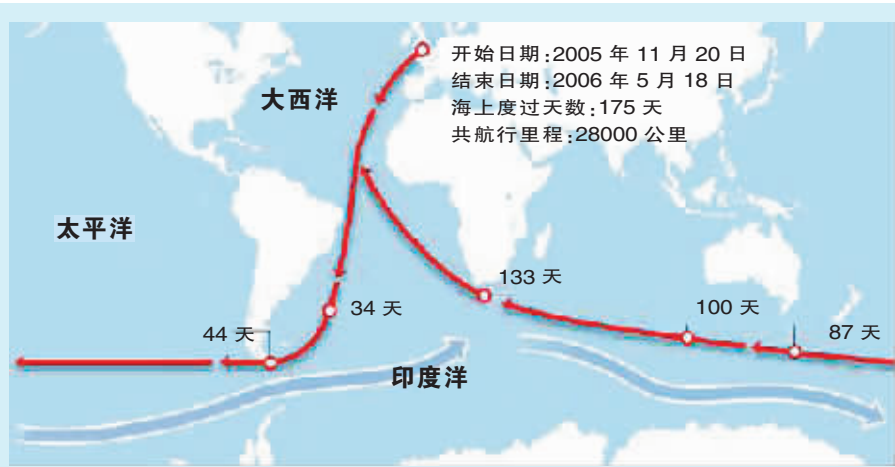 开始日期:2005 年 11 月 20 日
结束日期:2006 年 5 月 18 日
海上度过天数:175 天
共航行里程:28000 公里
大西洋
太平洋
133 天
34 天
100 天
44 天
87 天
印度洋